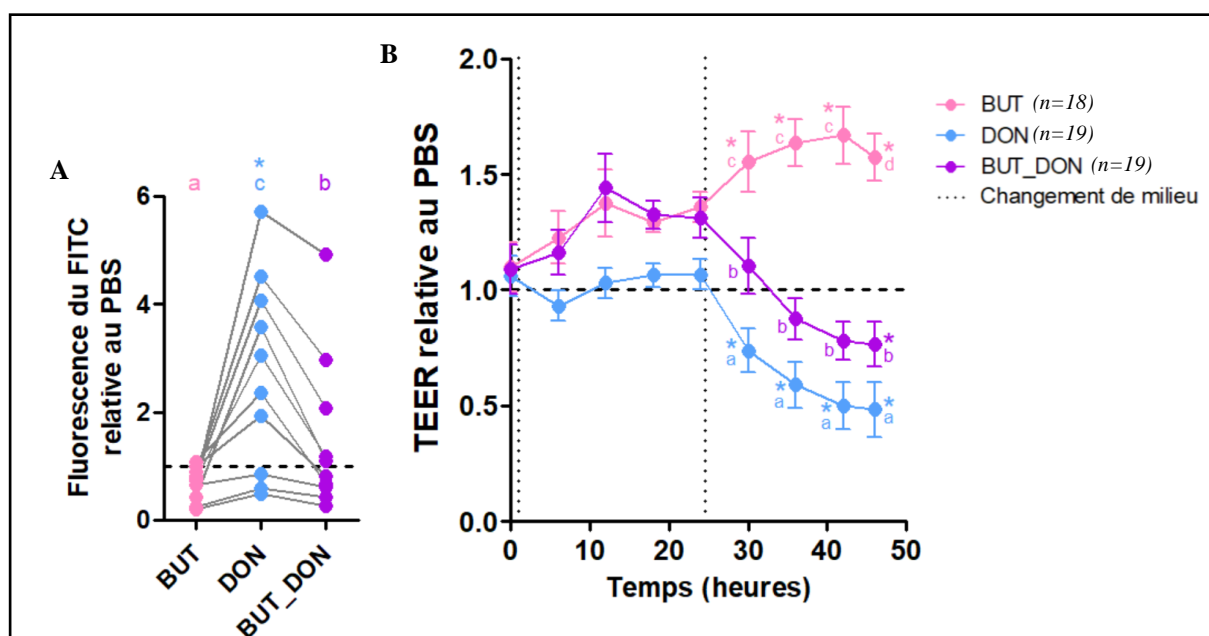 A
Fluorescence du FITC
relative au PBS
6
4
2
0
a
*
c
b
BUT
DON
BUT_DON
B
TEER relative au PBS
2.0
1.5
1.0
0.5
0.0
* c
* c
* c
* d
b
b
b
* b
* a
* a
* a
* a
0 10 20 30 40 50
Temps (heures)
BUT (n=18)
DON (n=19)
BUT_DON (n=19)
Changement de milieu